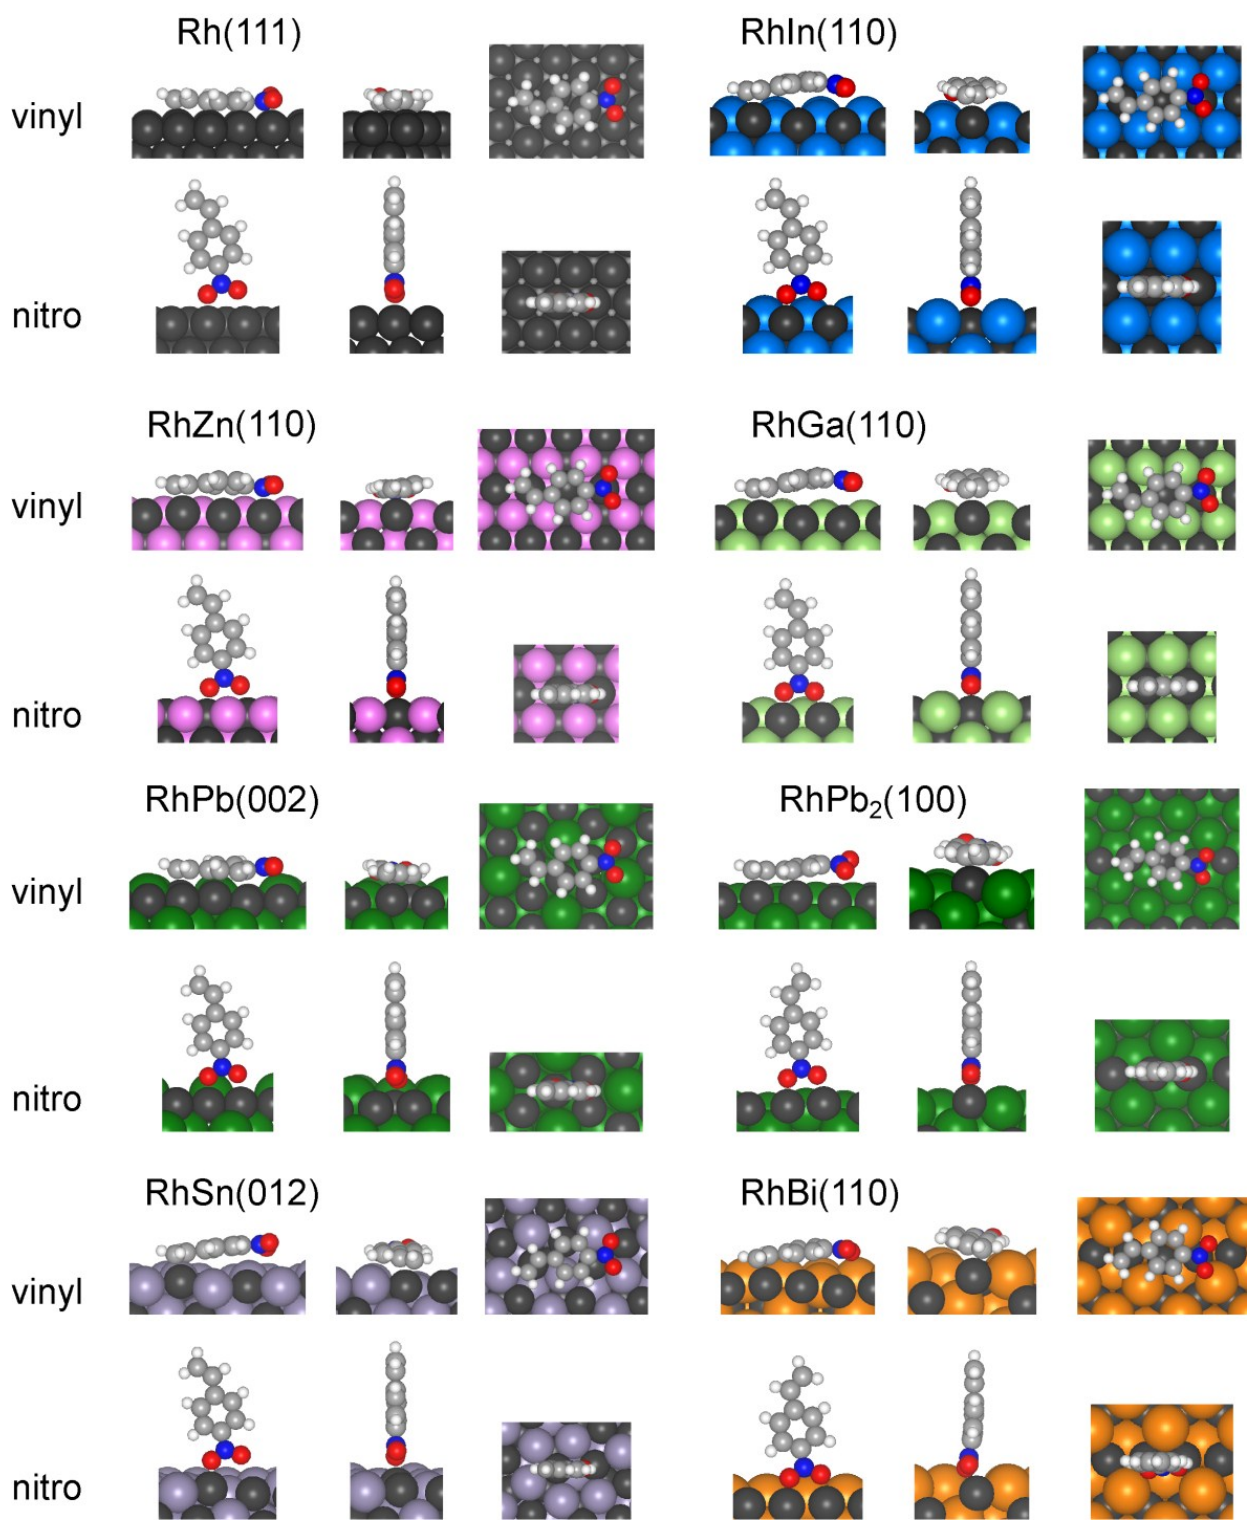 Rh(111) RhIn(110)
vinyl
nitro
RhZn(110) RhGa(110)
vinyl
nitro
RhPb(002) RhPb₂(100)
vinyl
nitro
RhSn(012) RhBi(110)
vinyl
nitro